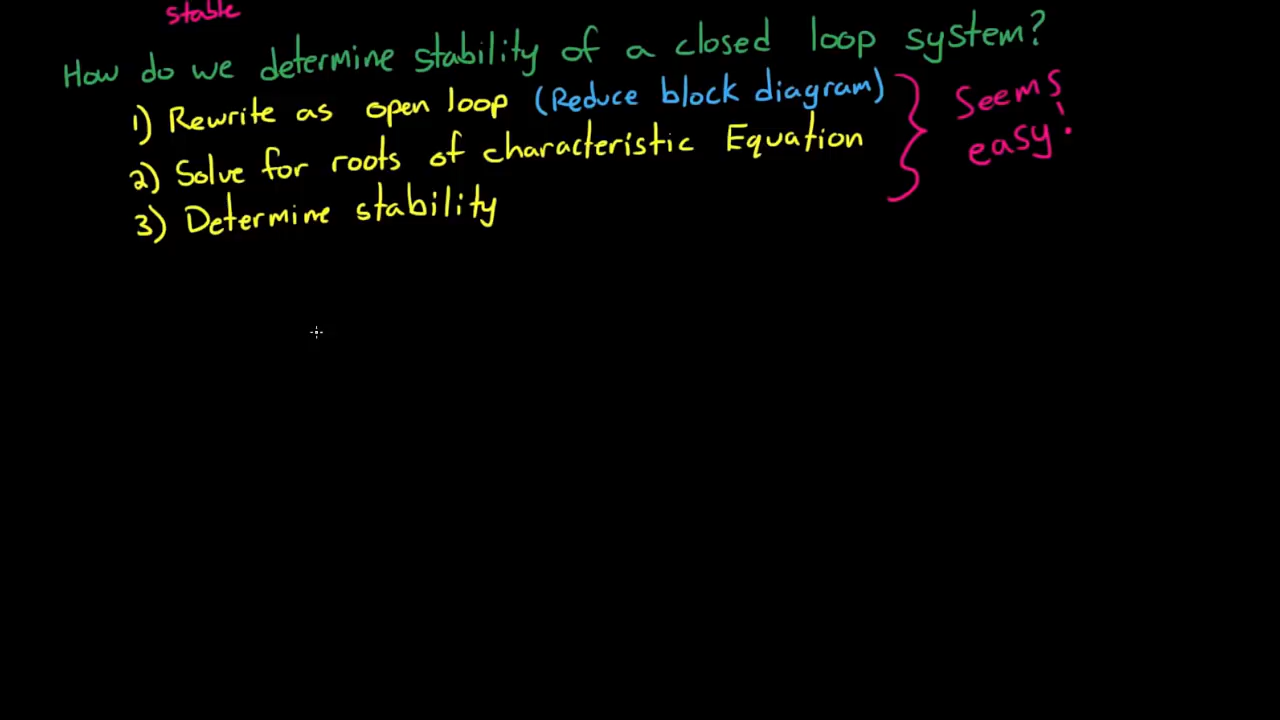 stable
How do we determine stability of a closed loop system?
1) Rewrite as open loop (Reduce block diagram)
2) Solve for roots of characteristic Equation
3) Determine stability
Seems
easy!